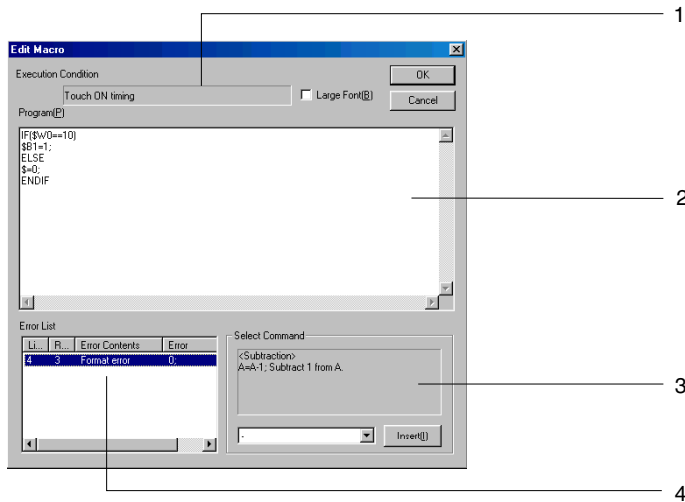 1
Edit Macro
Execution Condition
OK
Touch ON timing
Large Font(B)
Cancel
Program(P)
IF($W0==10)
$B1=1;
ELSE
$=0;
ENDIF
2
Error List
Li... R... Error Contents Error
4 3 Format error 0;
Select Command
<Subtraction>
A=A-1; Subtract 1 from A.
3
-
Insert(I)
4